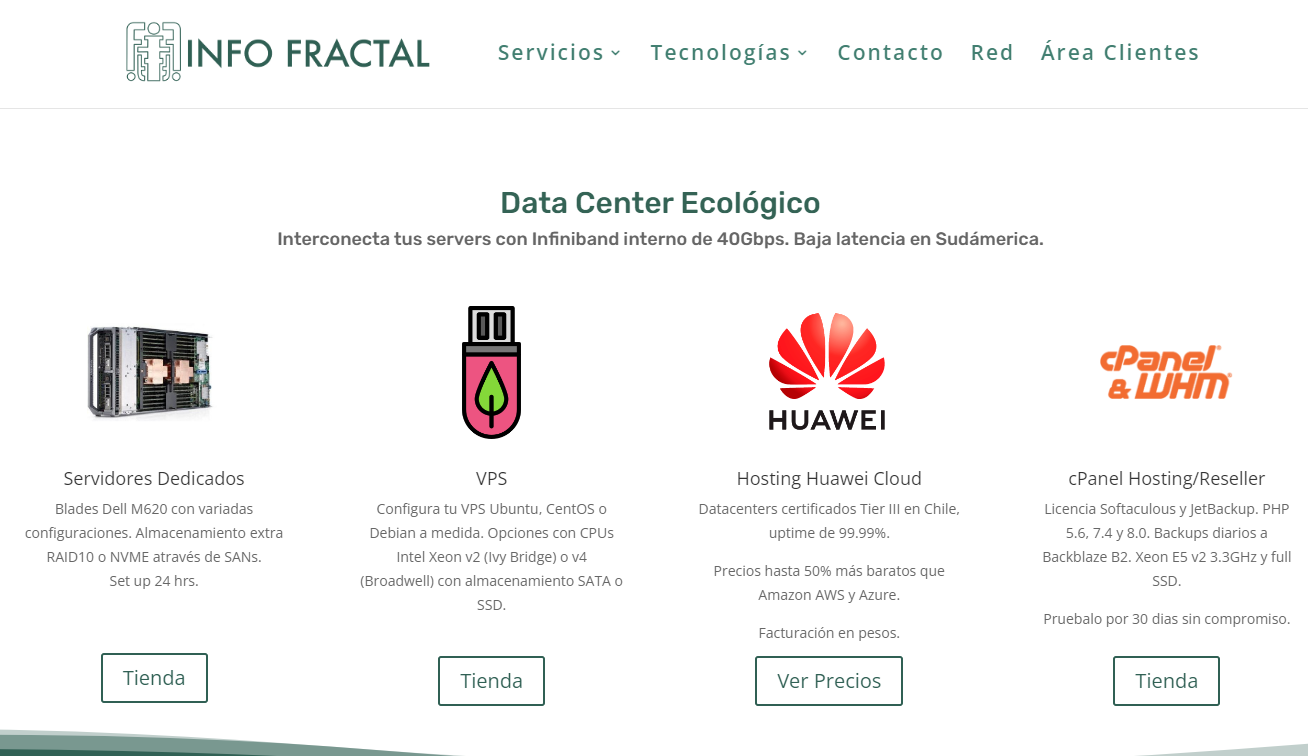 INFO FRACTAL
Servicios
Tecnologías
Contacto
Red
Área Clientes
Data Center Ecológico
Interconecta tus servers con Infiniband interno de 40Gbps. Baja latencia en Sudámerica.
HUAWEI
cPanel®
& WHM®
Servidores Dedicados
Blades Dell M620 con variadas
configuraciones. Almacenamiento extra
RAID10 o NVME através de SANs.
Set up 24 hrs.
Tienda
VPS
Configura tu VPS Ubuntu, CentOS o
Debian a medida. Opciones con CPUs
Intel Xeon v2 (Ivy Bridge) o v4
(Broadwell) con almacenamiento SATA o
SSD.
Tienda
Hosting Huawei Cloud
Datacenters certificados Tier III en Chile,
uptime de 99.99%.
Precios hasta 50% más baratos que
Amazon AWS y Azure.
Facturación en pesos.
Ver Precios
cPanel Hosting/Reseller
Licencia Softaculous y JetBackup. PHP
5.6, 7.4 y 8.0. Backups diarios a
Backblaze B2. Xeon E5 v2 3.3GHz y full
SSD.
Pruebalo por 30 dias sin compromiso.
Tienda